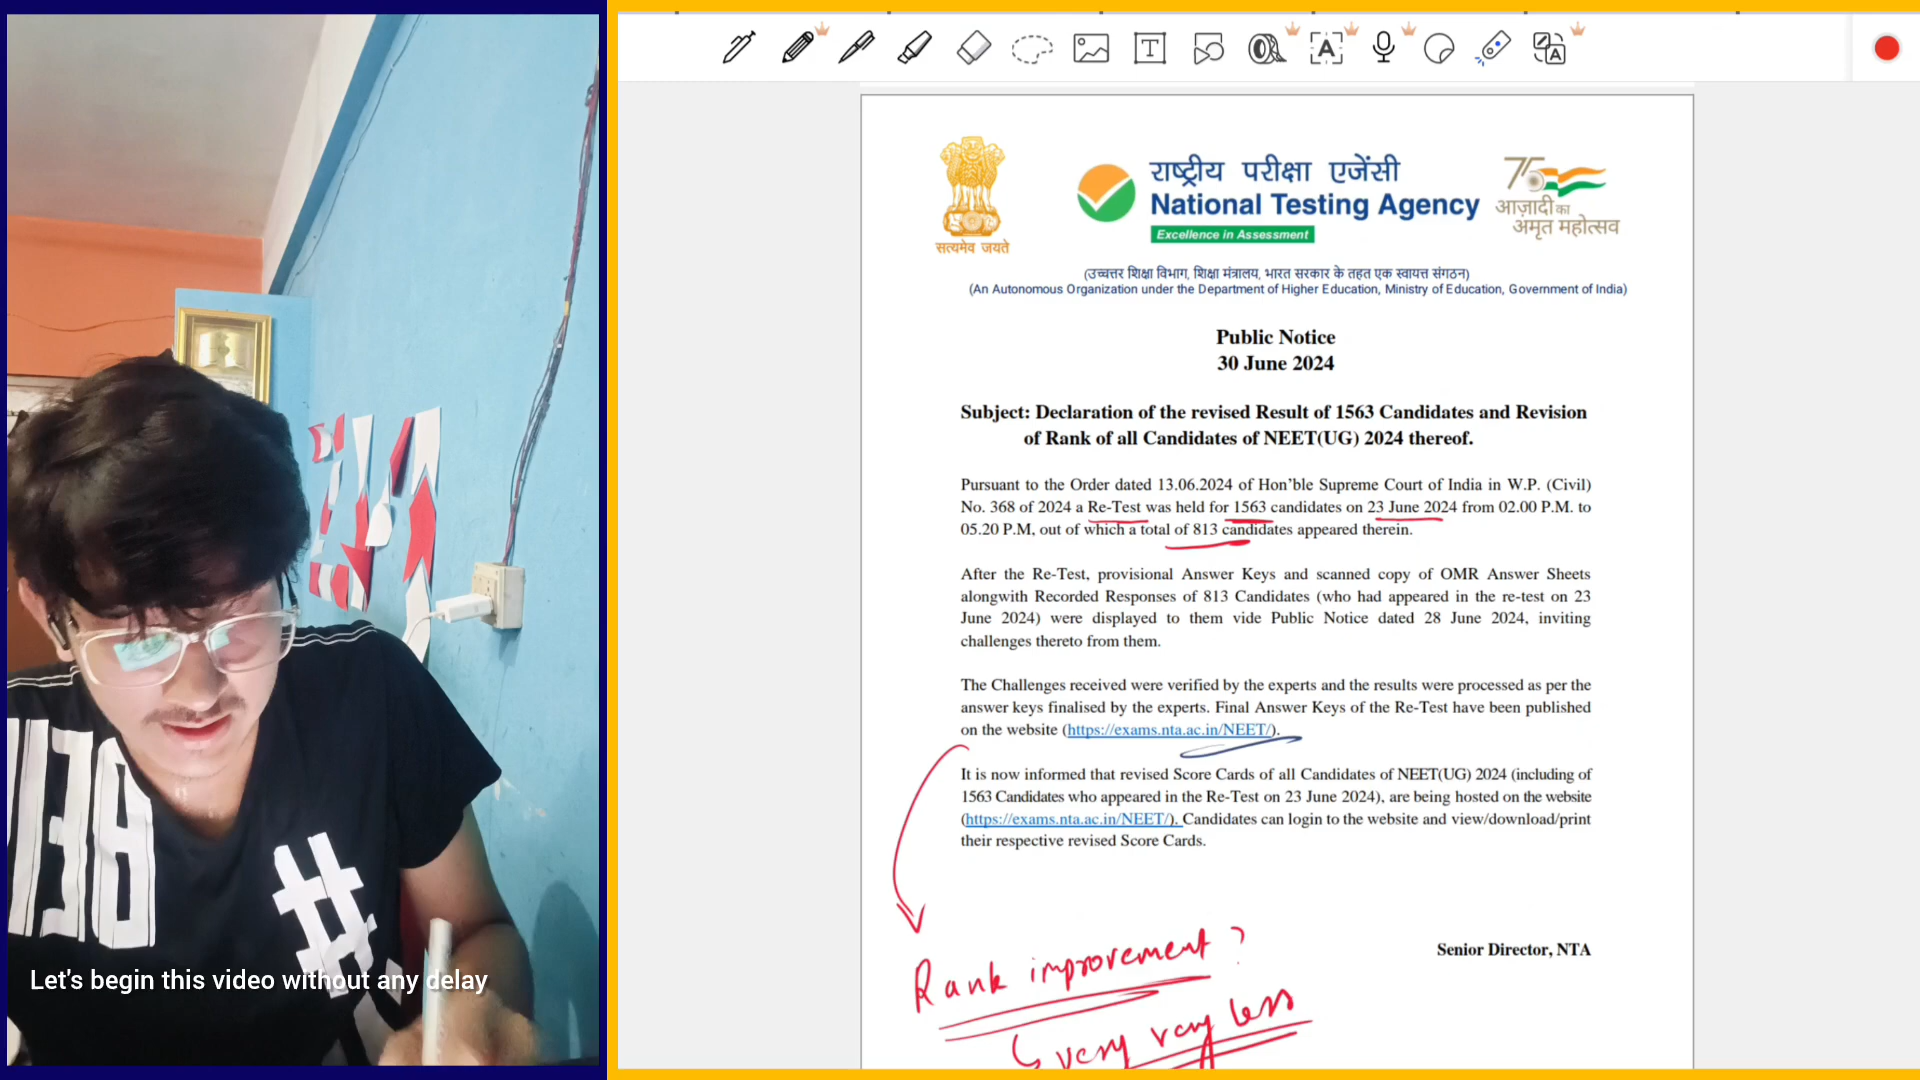 Let's begin this video without any delay
सत्यमेव जयते
राष्ट्रीय परीक्षा एजेंसी
National Testing Agency
Excellence in Assessment
75
आज़ादी का
अमृत महोत्सव
(उच्चत्तर शिक्षा विभाग, शिक्षा मंत्रालय, भारत सरकार के तहत एक स्वायत्त संगठन)
(An Autonomous Organization under the Department of Higher Education, Ministry of Education, Government of India)
Public Notice
30 June 2024
Subject: Declaration of the revised Result of 1563 Candidates and Revision
of Rank of all Candidates of NEET(UG) 2024 thereof.
Pursuant to the Order dated 13.06.2024 of Hon'ble Supreme Court of India in W.P. (Civil)
No. 368 of 2024 a Re-Test was held for 1563 candidates on 23 June 2024 from 02.00 P.M. to
05.20 P.M, out of which a total of 813 candidates appeared therein.
After the Re-Test, provisional Answer Keys and scanned copy of OMR Answer Sheets
alongwith Recorded Responses of 813 Candidates (who had appeared in the re-test on 23
June 2024) were displayed to them vide Public Notice dated 28 June 2024, inviting
challenges thereto from them.
The Challenges received were verified by the experts and the results were processed as per the
answer keys finalised by the experts. Final Answer Keys of the Re-Test have been published
on the website (https://exams.nta.ac.in/NEET/).
It is now informed that revised Score Cards of all Candidates of NEET(UG) 2024 (including of
1563 Candidates who appeared in the Re-Test on 23 June 2024), are being hosted on the website
(https://exams.nta.ac.in/NEET/). Candidates can login to the website and view/download/print
their respective revised Score Cards.
Senior Director, NTA
Rank improvement ?
very very less